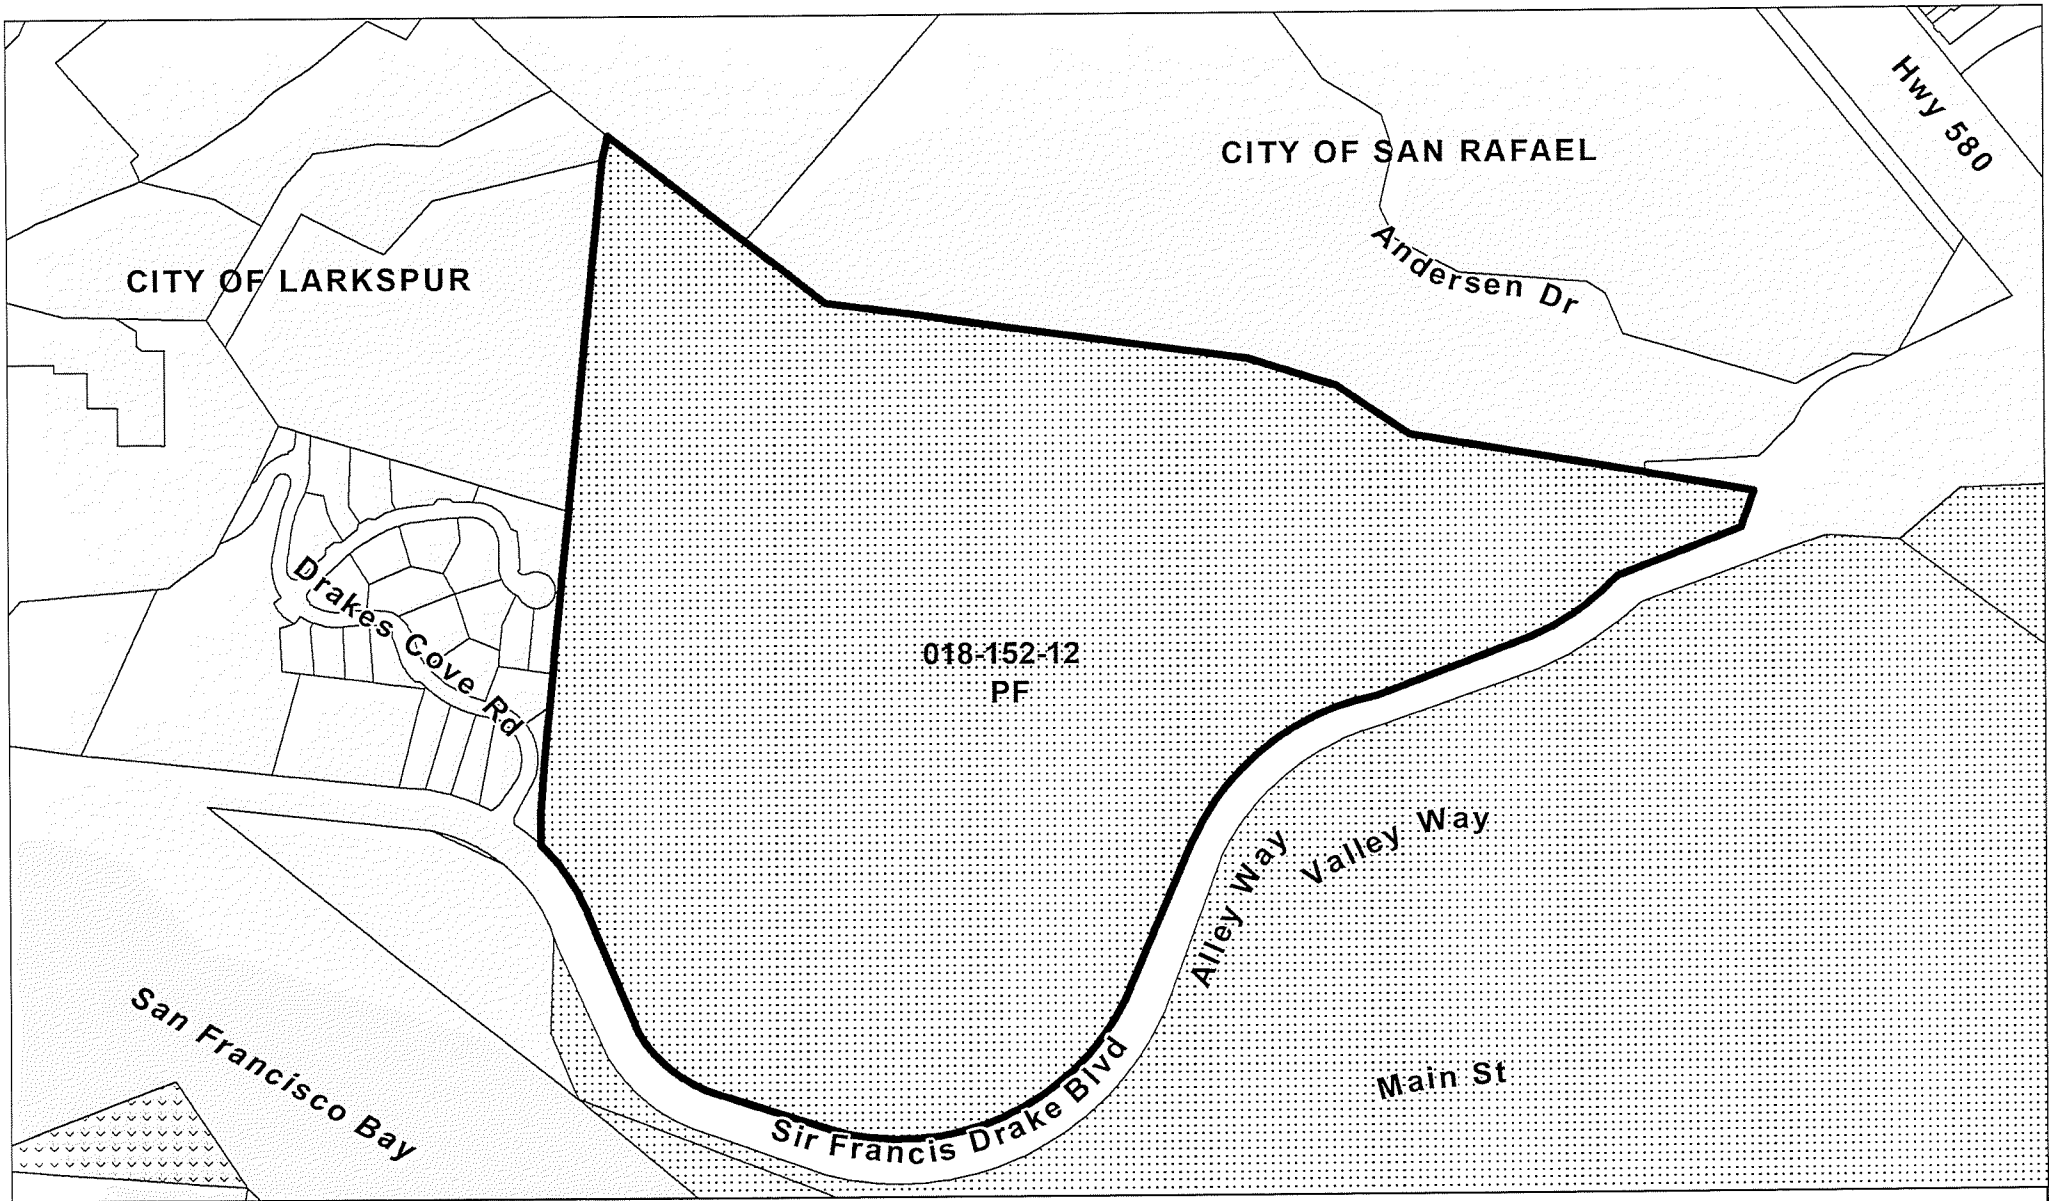 Hwy 580
CITY OF SAN RAFAEL
Andersen Dr
CITY OF LARKSPUR
Drakes Cove Rd
018-152-12
PF
Valley Way
Alley Way
San Francisco Bay
Main St
Sir Francis Drake Blvd